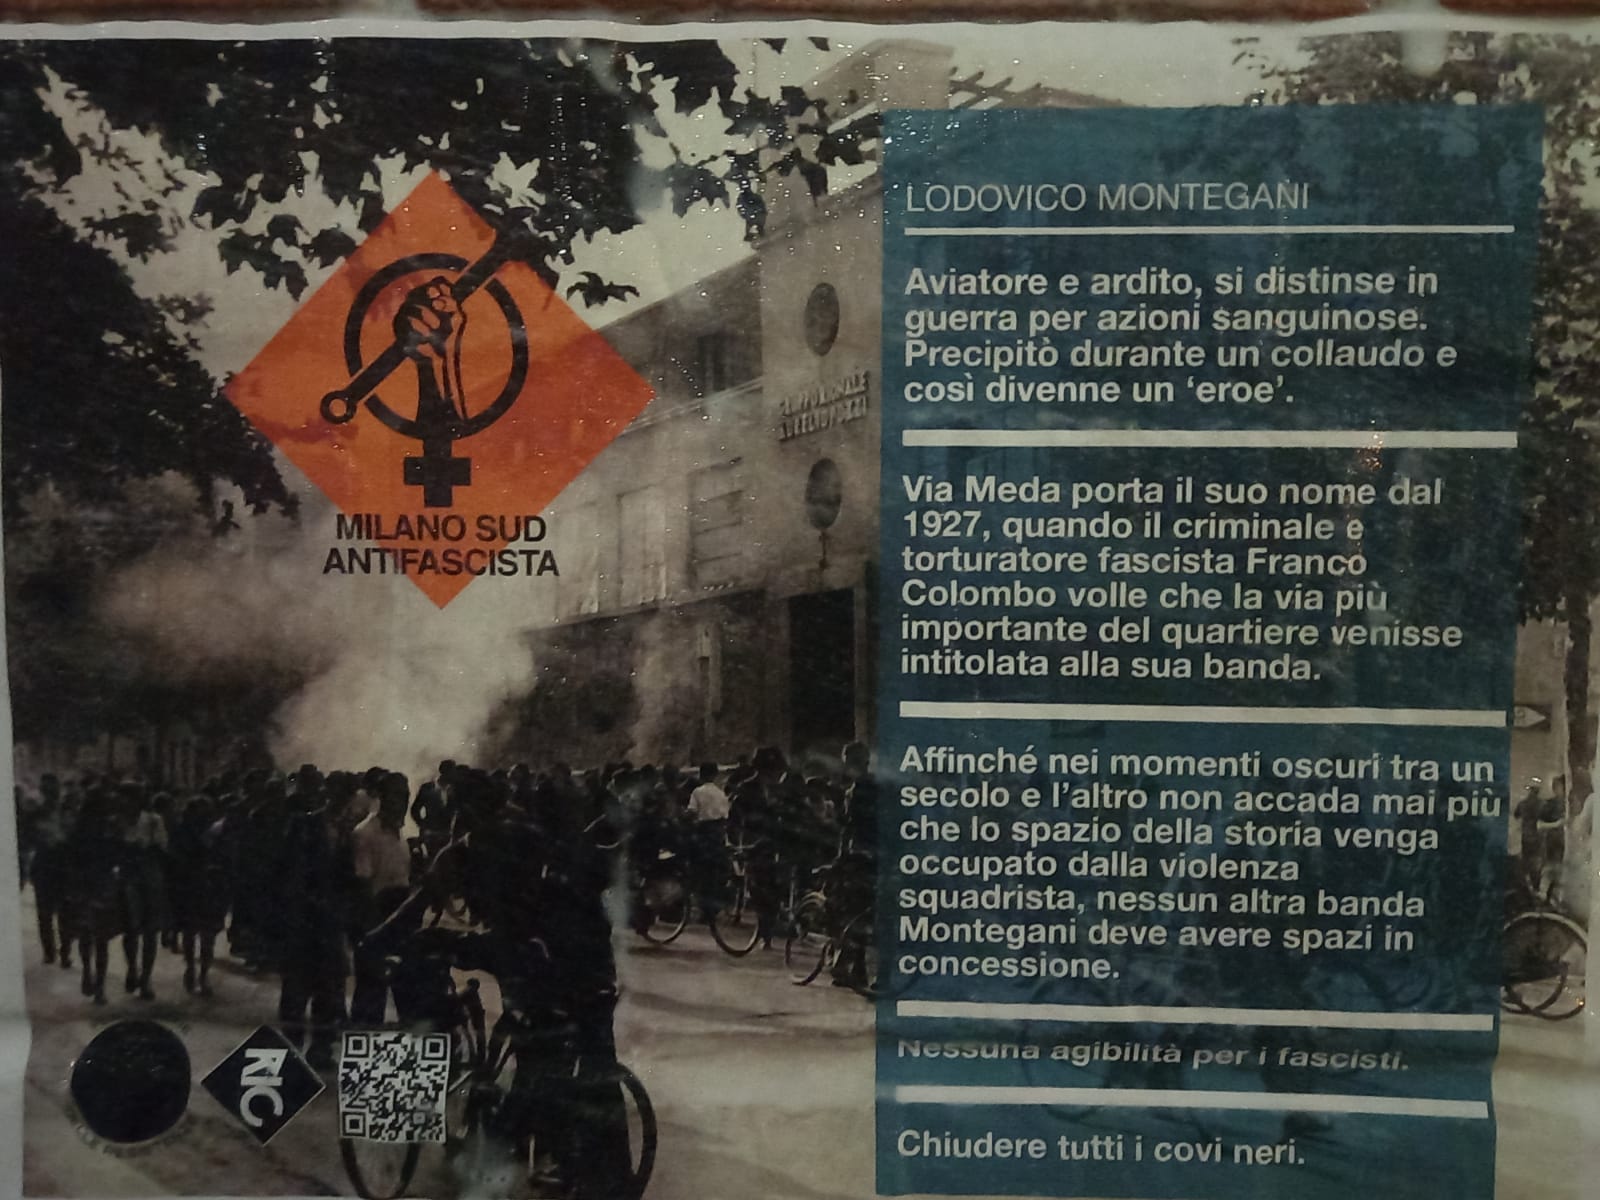 MILANO SUD
ANTIFASCISTA
RIC
LODOVICO MONTEGANI
Aviatore e ardito, si distinse in
guerra per azioni sanguinose.
Precipitò durante un collaudo e
così divenne un ‘eroe’.
Via Meda porta il suo nome dal
1927, quando il criminale e
torturatore fascista Franco
Colombo volle che la via più
importante del quartiere venisse
intitolata alla sua banda.
Affinché nei momenti oscuri tra un
secolo e l’altro non accada mai più
che lo spazio della storia venga
occupato dalla violenza
squadrista, nessun altra banda
Montegani deve avere spazi in
concessione.
Nessuna agibilità per i fascisti.
Chiudere tutti i covi neri.